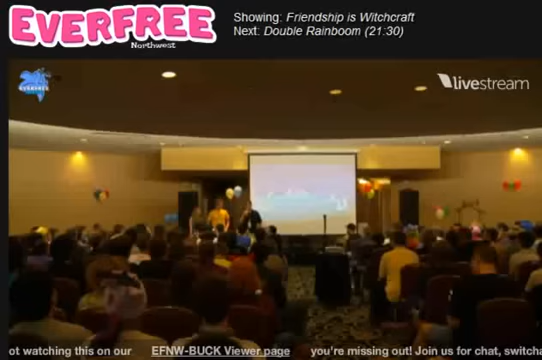 EVERFREE
Northwest
Showing: Friendship is Witchcraft
Next: Double Rainboom (21:30)
EVERFREE
livestream
ot watching this on our EFNW-BUCK Viewer page you're missing out! Join us for chat, switcha